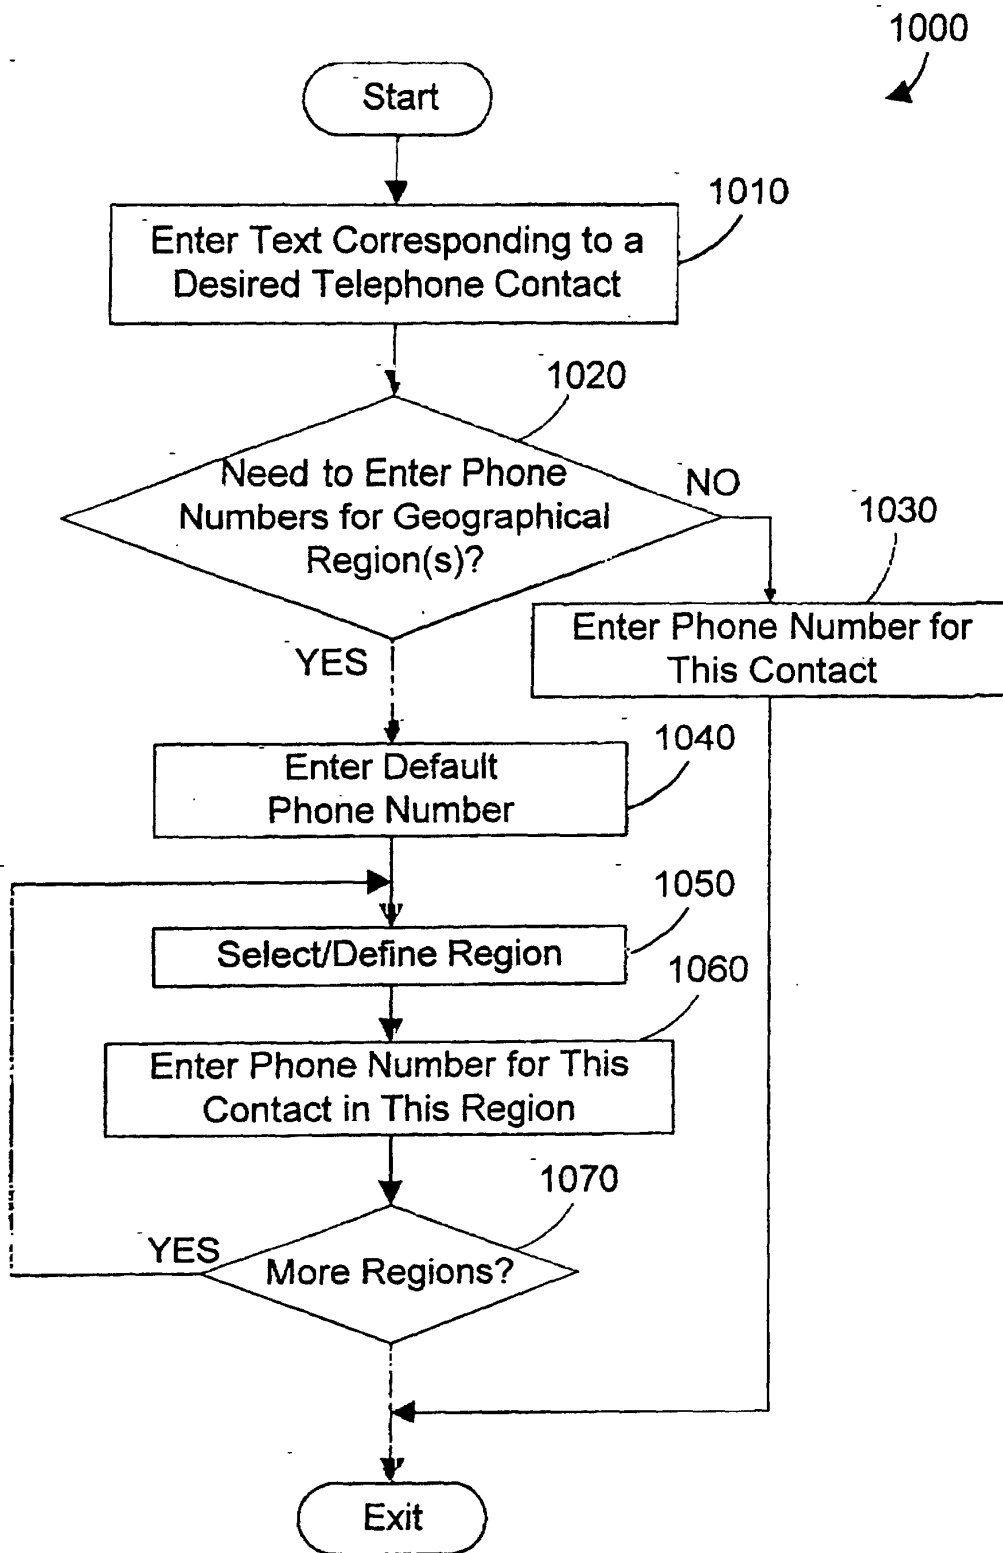 1000
Start
1010
Enter Text Corresponding to a
Desired Telephone Contact
1020
Need to Enter Phone
Numbers for Geographical
Region(s)?
NO
1030
Enter Phone Number for
This Contact
YES
1040
Enter Default
Phone Number
1050
Select/Define Region
1060
Enter Phone Number for This
Contact in This Region
1070
YES
More Regions?
Exit